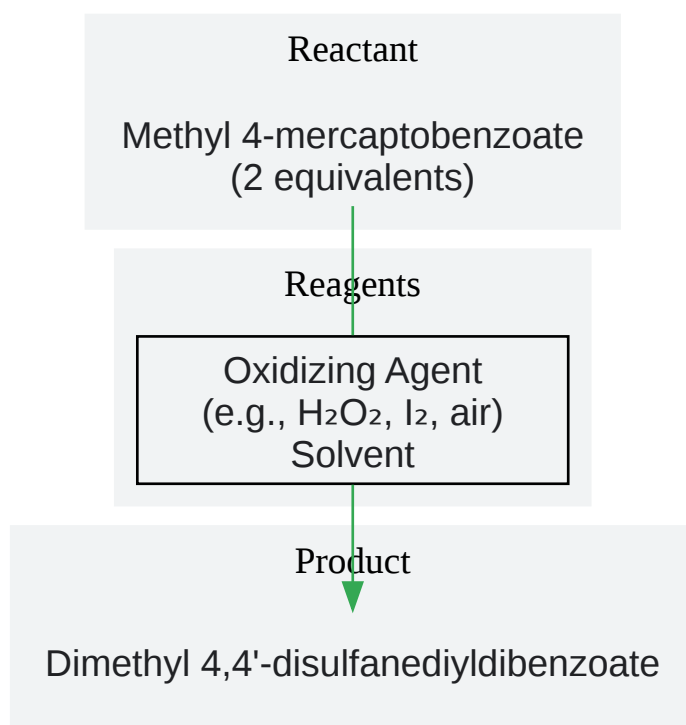 Reactant
Methyl 4-mercaptobenzoate
(2 equivalents)
Reagents
Oxidizing Agent
(e.g., H₂O₂, I₂, air)
Solvent
Product
Dimethyl 4,4'-disulfanediyldibenzoate